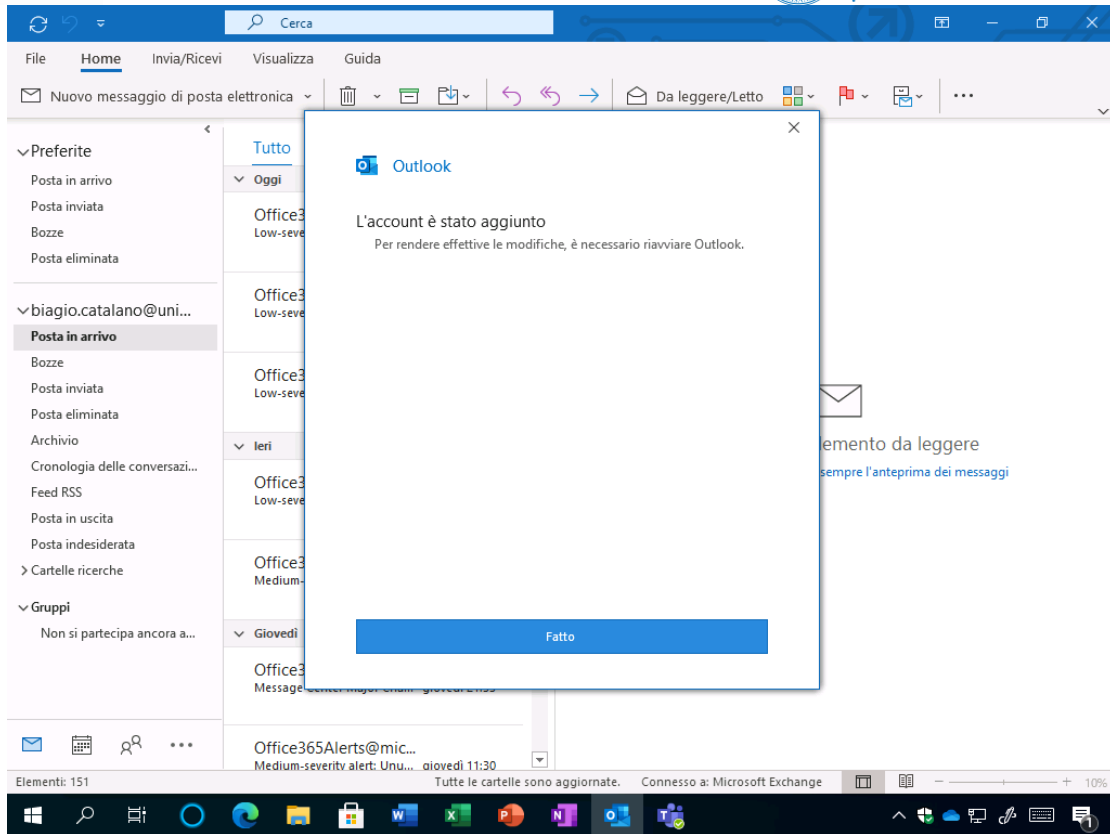 Cerca
File Home Invia/Ricevi Visualizza Guida
Nuovo messaggio di posta elettronica Da leggere/Letto
Preferite
Posta in arrivo
Posta inviata
Bozze
Posta eliminata
biagio.catalano@uni...
Posta in arrivo
Bozze
Posta inviata
Posta eliminata
Archivio
Cronologia delle conversazi...
Feed RSS
Posta in uscita
Posta indesiderata
Cartelle ricerche
Gruppi
Non si partecipa ancora a...
Tutto
Oggi
Office3
Low-seve
Office3
Low-seve
Office3
Low-seve
Ieri
Office3
Low-seve
Office3
Medium-
Giovedì
Office3
Message
Office365Alerts@mic...
Medium-severity alert: Unu... giovedì 11:30
Outlook
L'account è stato aggiunto
Per rendere effettive le modifiche, è necessario riavviare Outlook.
Fatto
lemento da leggere
sempre l'anteprima dei messaggi
Elementi: 151 Tutte le cartelle sono aggiornate. Connesso a: Microsoft Exchange 10%
1